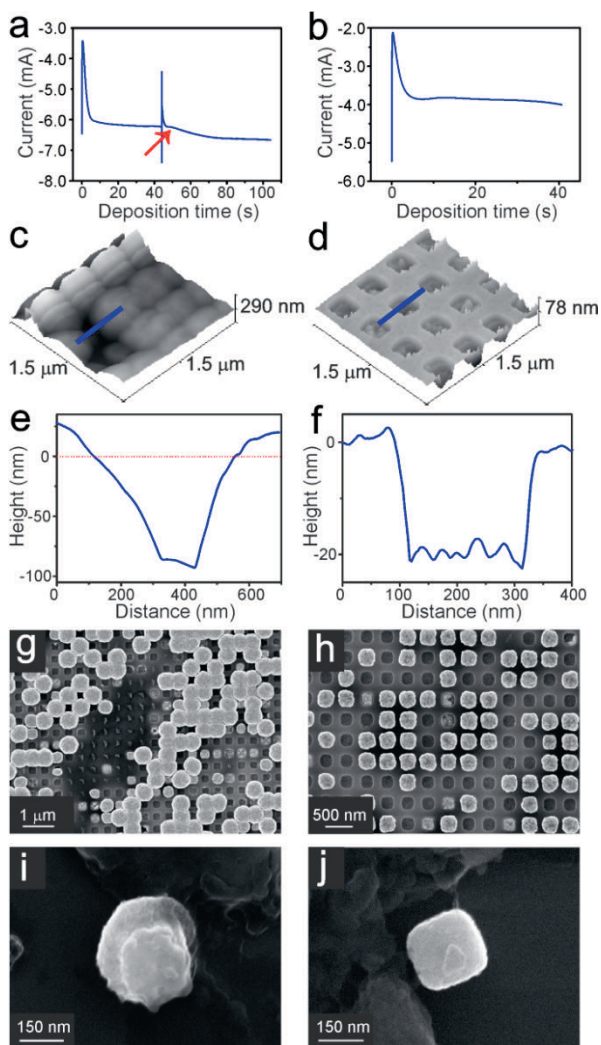 a
b
-3.0
-4.0
-5.0
-6.0
-7.0
-8.0
Current (mA)
0 20 40 60 80 100
Deposition time (s)
-2.0
-3.0
-4.0
-5.0
-6.0
Current (mA)
0 20 40
Deposition time (s)
c
290 nm
1.5 μm
1.5 μm
d
78 nm
1.5 μm
1.5 μm
e
0
-50
-100
Height (nm)
0 200 400 600
Distance (nm)
f
0
-10
-20
Height (nm)
0 100 200 300 400
Distance (nm)
g
1 μm
h
500 nm
i
150 nm
j
150 nm